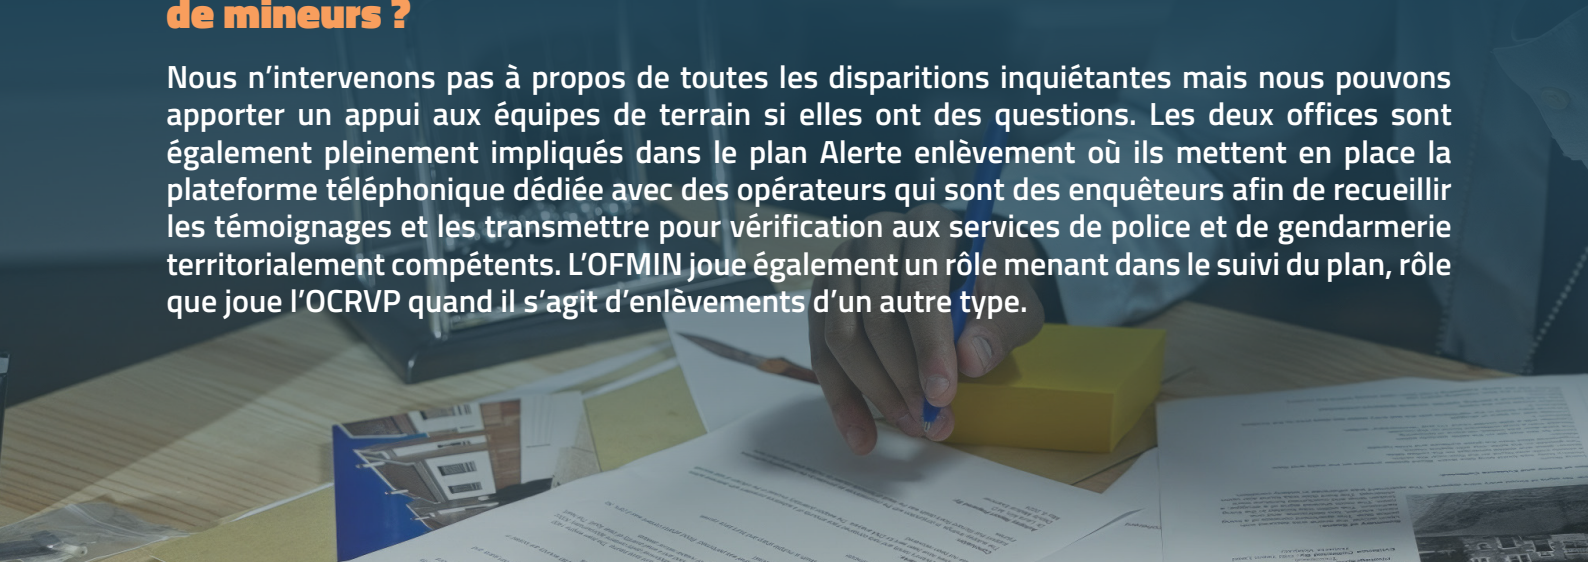 de mineurs ?
Nous n’intervenons pas à propos de toutes les disparitions inquiétantes mais nous pouvons
apporter un appui aux équipes de terrain si elles ont des questions. Les deux offices sont
également pleinement impliqués dans le plan Alerte enlèvement où ils mettent en place la
plateforme téléphonique dédiée avec des opérateurs qui sont des enquêteurs afin de recueillir
les témoignages et les transmettre pour vérification aux services de police et de gendarmerie
territorialement compétents. L’OFMIN joue également un rôle menant dans le suivi du plan, rôle
que joue l’OCRVP quand il s’agit d’enlèvements d’un autre type.